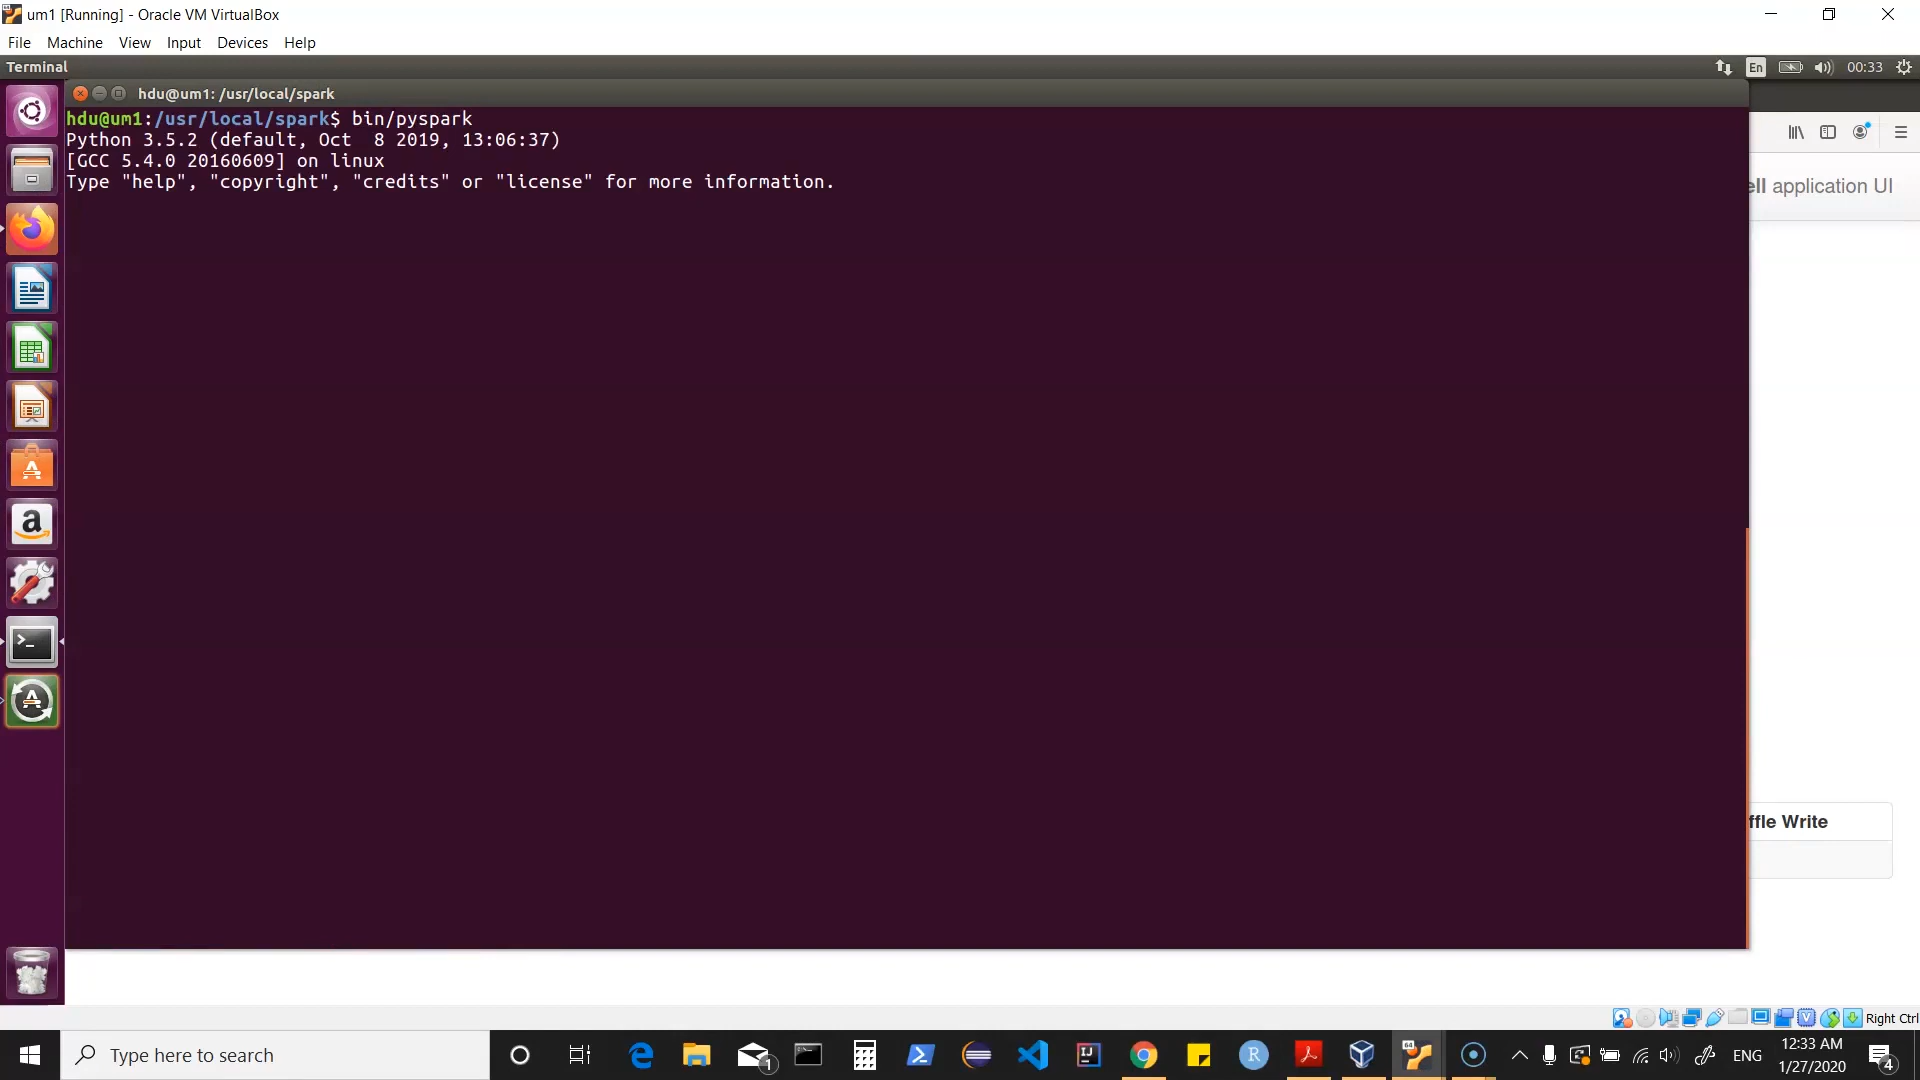 um1 [Running] - Oracle VM VirtualBox
File Machine View Input Devices Help
Terminal
En
00:33
hdu@um1: /usr/local/spark
hdu@um1:/usr/local/spark$ bin/pyspark
Python 3.5.2 (default, Oct  8 2019, 13:06:37)
[GCC 5.4.0 20160609] on linux
Type "help", "copyright", "credits" or "license" for more information.
ell application UI
ffle Write
Right Ctrl
Type here to search
1
ENG
12:33 AM
1/27/2020
4